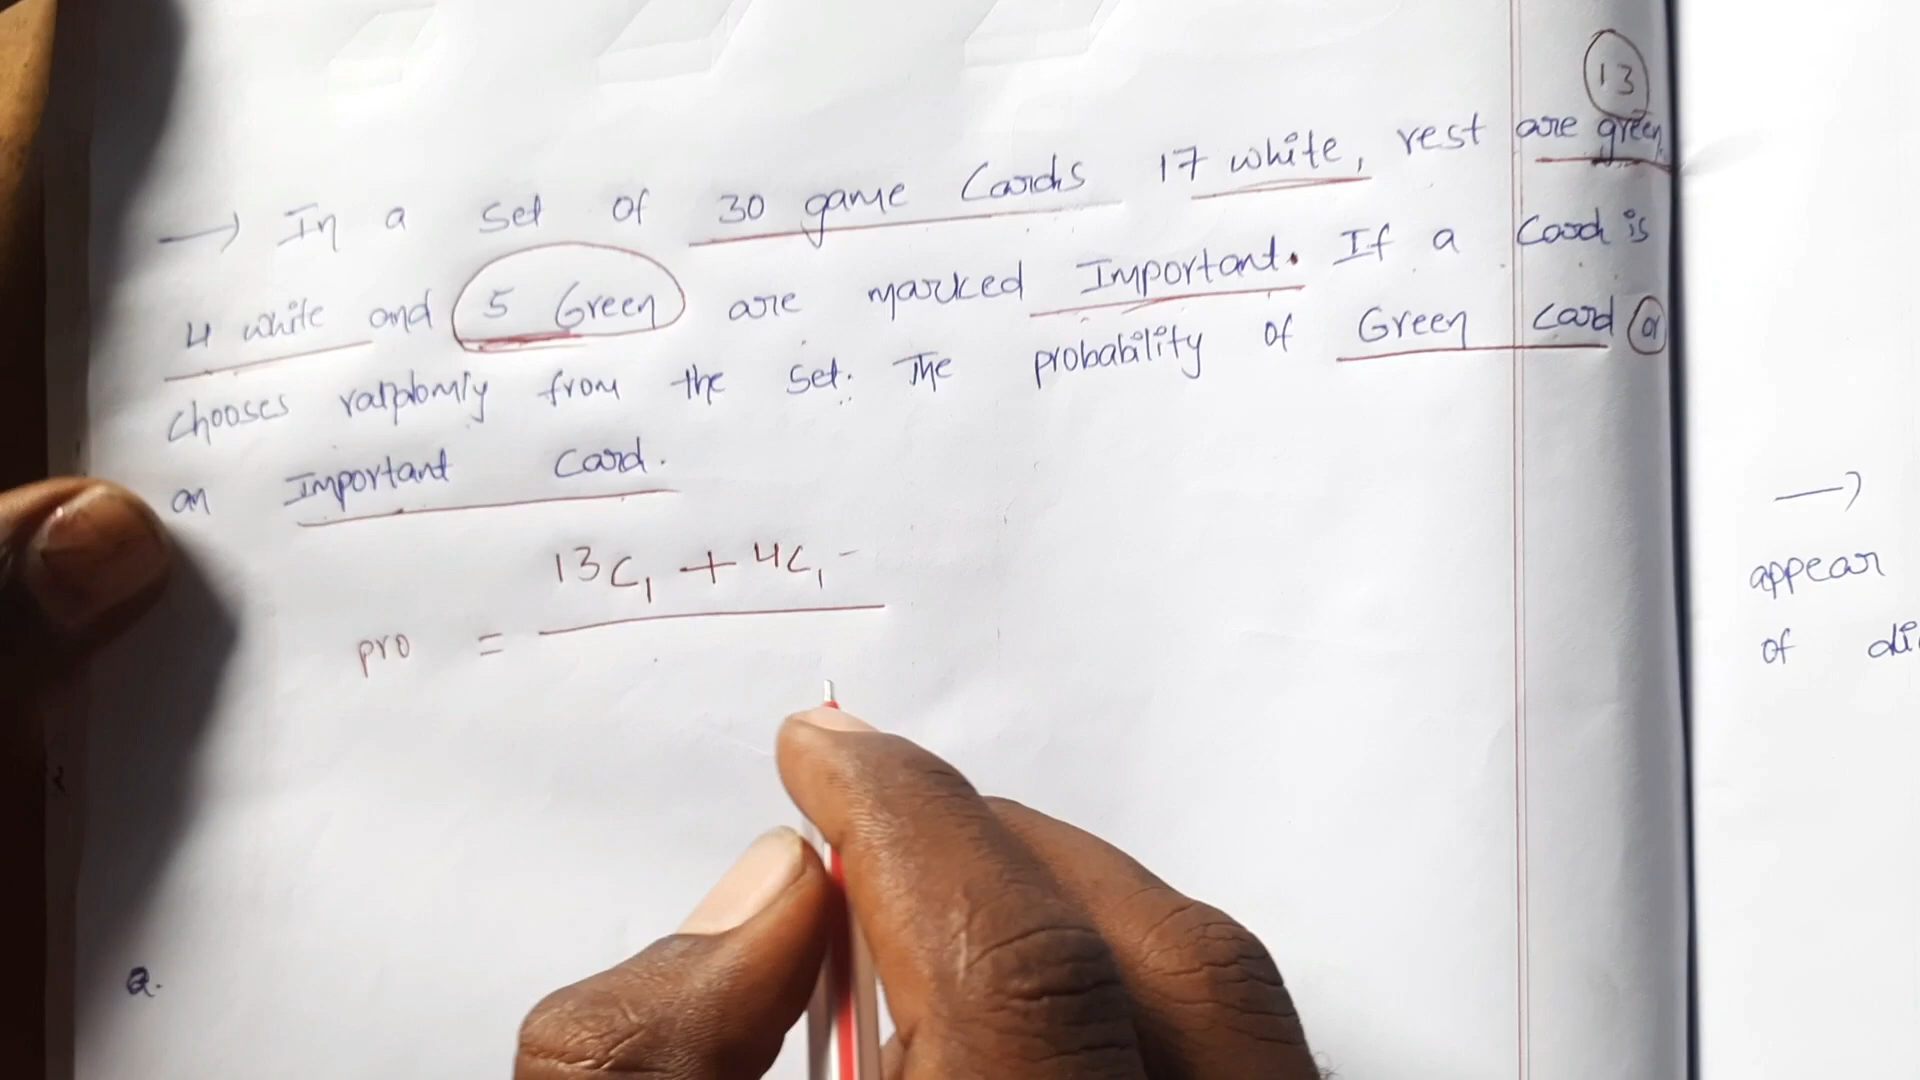 13
→ In a set of 30 game Cards 17 white, rest are green
4 white and 5 Green are marked Important. If a Card is
chooses randomly from the set. The probability of Green card or
an Important Card.
pro = 13C₁ + 4C₁ -
2.
→
appear
of di